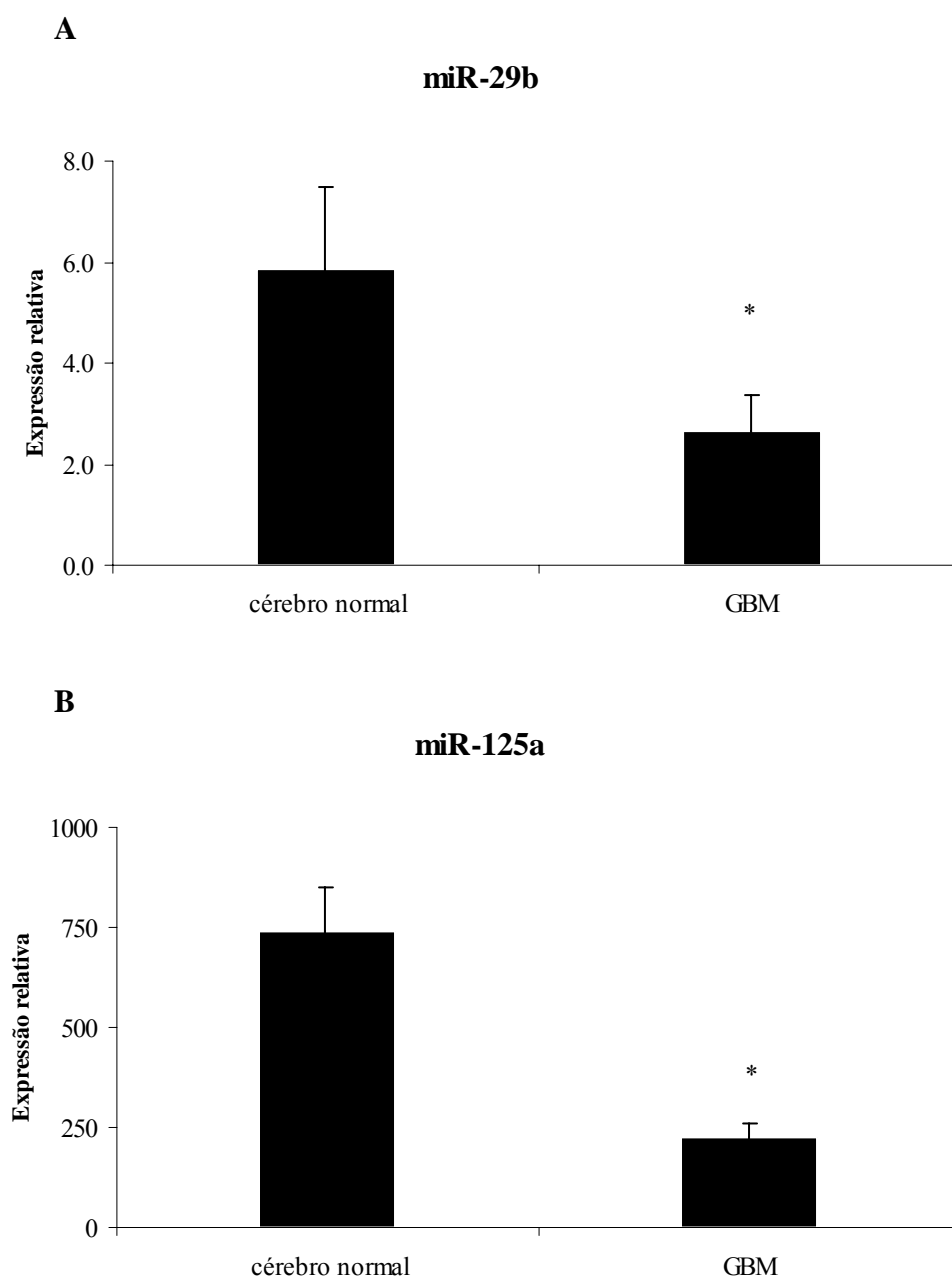 A
miR-29b
8.0
6.0
4.0
2.0
0.0
Expressão relativa
*
cérebro normal
GBM
B
miR-125a
1000
750
500
250
0
Expressão relativa
*
cérebro normal
GBM